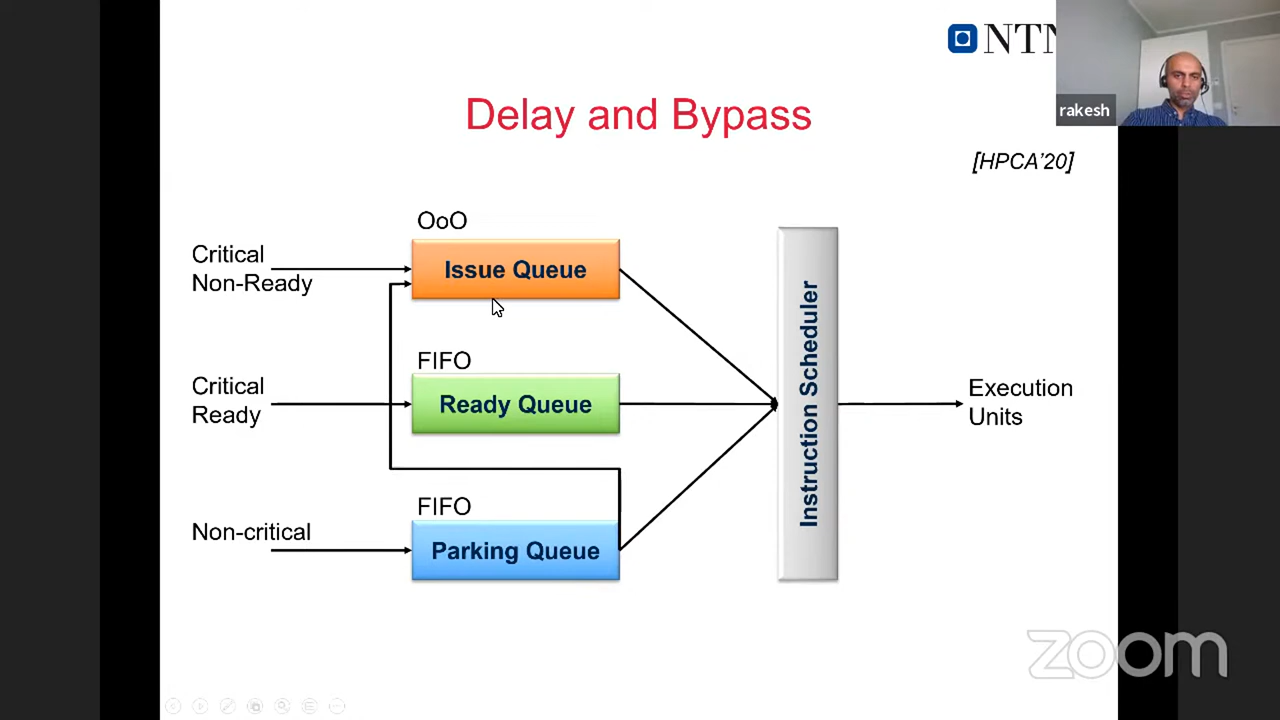 NTN
rakesh
Delay and Bypass
[HPCA'20]
OoO
Critical
Non-Ready
Issue Queue
FIFO
Critical
Ready
Ready Queue
Instruction Scheduler
Execution
Units
FIFO
Non-critical
Parking Queue
zoom